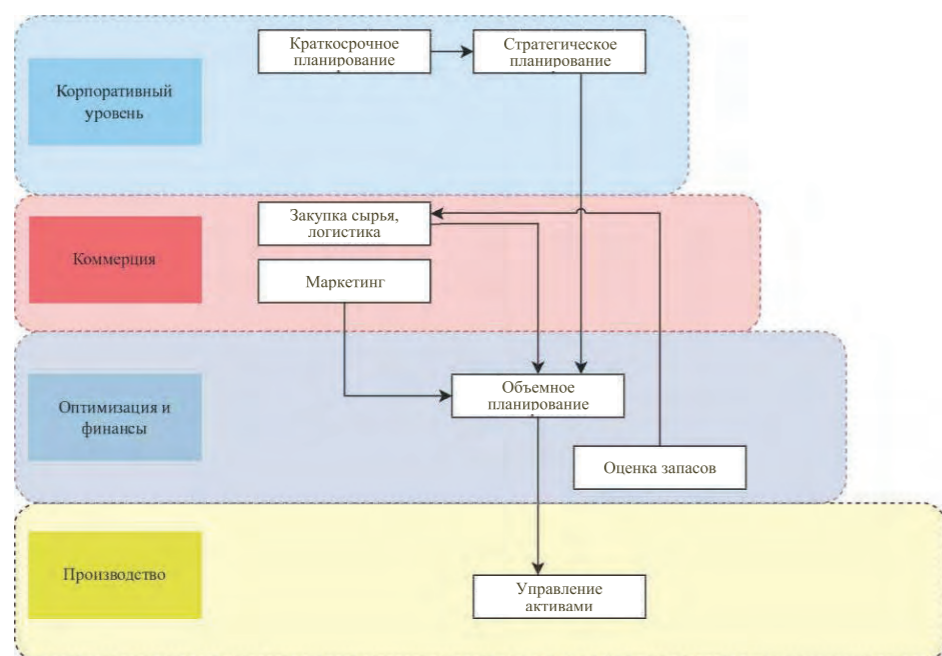 Краткосрочное
планирование
Стратегическое
планирование
Корпоративный
уровень
Закупка сырья,
логистика
Коммерция
Маркетинг
Объемное
планирование
Оптимизация и
финансы
Оценка запасов
Производство
Управление
активами